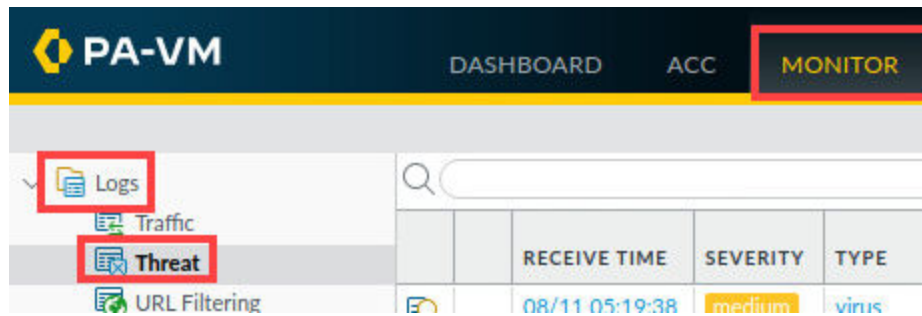 PA-VM
DASHBOARD ACC MONITOR
Logs
Traffic
Threat
URL Filtering
RECEIVE TIME SEVERITY TYPE
08/11 05:19:38 medium virus